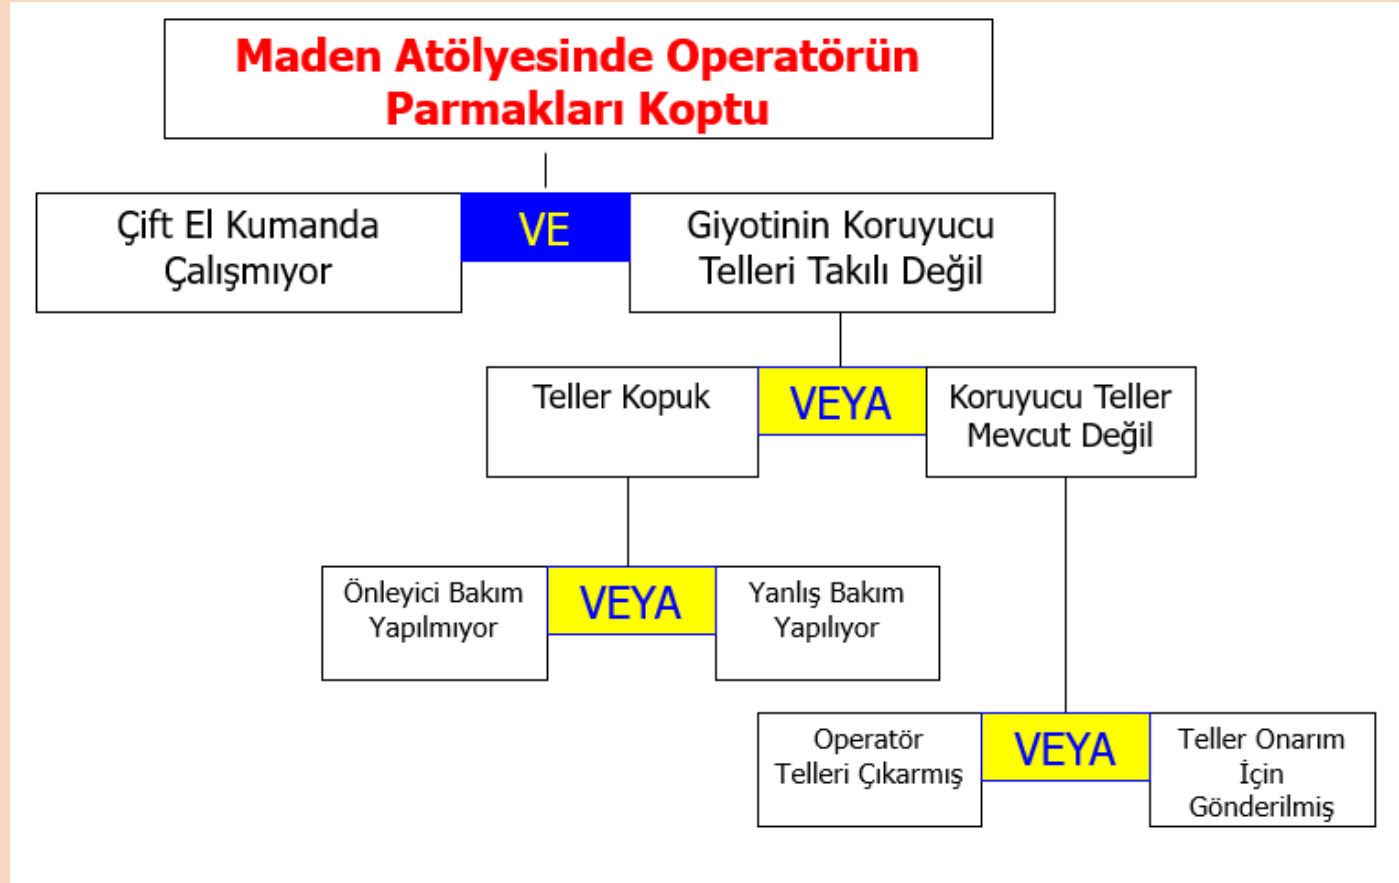 Maden Atölyesinde Operatörün
Parmakları Koptu
Çift El Kumanda
Çalışmıyor
VE
Giyotinin Koruyucu
Telleri Takılı Değil
Teller Kopuk
VEYA
Koruyucu Teller
Mevcut Değil
Önleyici Bakım
Yapılmıyor
VEYA
Yanlış Bakım
Yapılıyor
Operatör
Telleri Çıkarmış
VEYA
Teller Onarım
İçin
Gönderilmiş